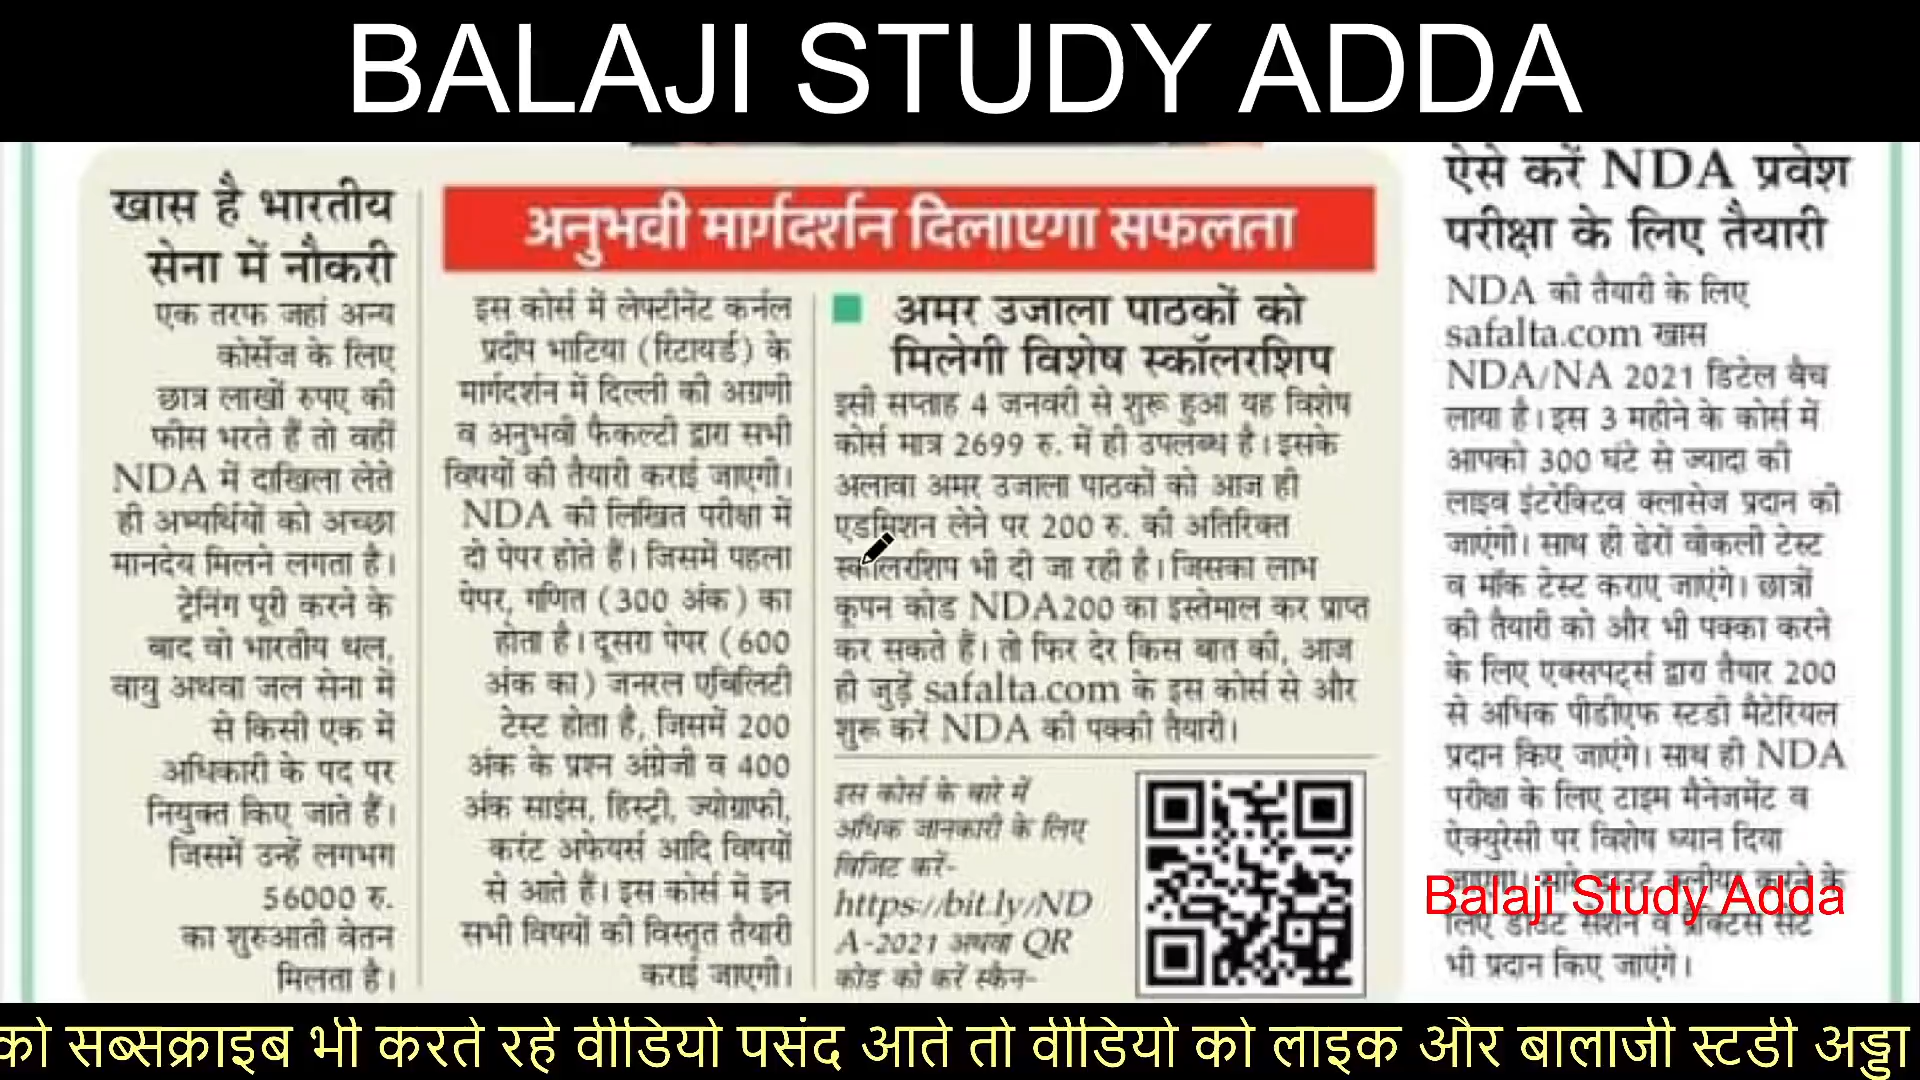 BALAJI STUDY ADDA
खास है भारतीय
सेना में नौकरी
एक तरफ जहां अन्य
कोर्सेज के लिए
छात्र लाखों रुपए की
फीस भरते हैं तो वहीं
NDA में दाखिला लेते
ही अभ्यर्थियों को अच्छा
मानदेय मिलने लगता है।
ट्रेनिंग पूरी करने के
बाद वो भारतीय थल,
वायु अथवा जल सेना में
से किसी एक में
अधिकारी के पद पर
नियुक्त किए जाते हैं।
जिसमें उन्हें लगभग
56000 रु.
का शुरुआती वेतन
मिलता है।
अनुभवी मार्गदर्शन दिलाएगा सफलता
इस कोर्स में लेफ्टीनेंट कर्नल
प्रदीप भाटिया (रिटायर्ड) के
मार्गदर्शन में दिल्ली की अग्रणी
व अनुभवी फैकल्टी द्वारा सभी
विषयों की तैयारी कराई जाएगी।
NDA की लिखित परीक्षा में
दो पेपर होते हैं। जिसमें पहला
पेपर, गणित (300 अंक) का
होता है। दूसरा पेपर (600
अंक का) जनरल एबिलिटी
टेस्ट होता है, जिसमें 200
अंक के प्रश्न अंग्रेजी व 400
अंक साइंस, हिस्ट्री, ज्योग्राफी,
करंट अफेयर्स आदि विषयों
से आते हैं। इस कोर्स में इन
सभी विषयों की विस्तृत तैयारी
कराई जाएगी।
अमर उजाला पाठकों को
मिलेगी विशेष स्कॉलरशिप
इसी सप्ताह 4 जनवरी से शुरू हुआ यह विशेष
कोर्स मात्र 2699 रु. में ही उपलब्ध है। इसके
अलावा अमर उजाला पाठकों को आज ही
एडमिशन लेने पर 200 रु. की अतिरिक्त
स्कॉलरशिप भी दी जा रही है। जिसका लाभ
कूपन कोड NDA200 का इस्तेमाल कर प्राप्त
कर सकते हैं। तो फिर देर किस बात की, आज
ही जुड़ें safalta.com के इस कोर्स से और
शुरू करें NDA की पक्की तैयारी।
इस कोर्स के बारे में
अधिक जानकारी के लिए
विजिट करें-
https://bit.ly/ND
A-2021 अथवा QR
कोड को करें स्कैन-
ऐसे करें NDA प्रवेश
परीक्षा के लिए तैयारी
NDA की तैयारी के लिए
safalta.com खास
NDA/NA 2021 डिटेल बैच
लाया है। इस 3 महीने के कोर्स में
आपको 300 घंटे से ज्यादा की
लाइव इंटरेक्टिव क्लासेज प्रदान की
जाएंगी। साथ ही ढेरों वीकली टेस्ट
व मॉक टेस्ट कराए जाएंगे। छात्रों
की तैयारी को और भी पक्का करने
के लिए एक्सपर्ट्स द्वारा तैयार 200
से अधिक पीडीएफ स्टडी मैटेरियल
प्रदान किए जाएंगे। साथ ही NDA
परीक्षा के लिए टाइम मैनेजमेंट व
ऐक्युरेसी पर विशेष ध्यान दिया
Balaji Study Adda
लिए डाउट सेशन व प्रैक्टिस सेट
भी प्रदान किए जाएंगे।
को सब्सक्राइब भी करते रहे वीडियो पसंद आते तो वीडियो को लाइक और बालाजी स्टडी अड्डा